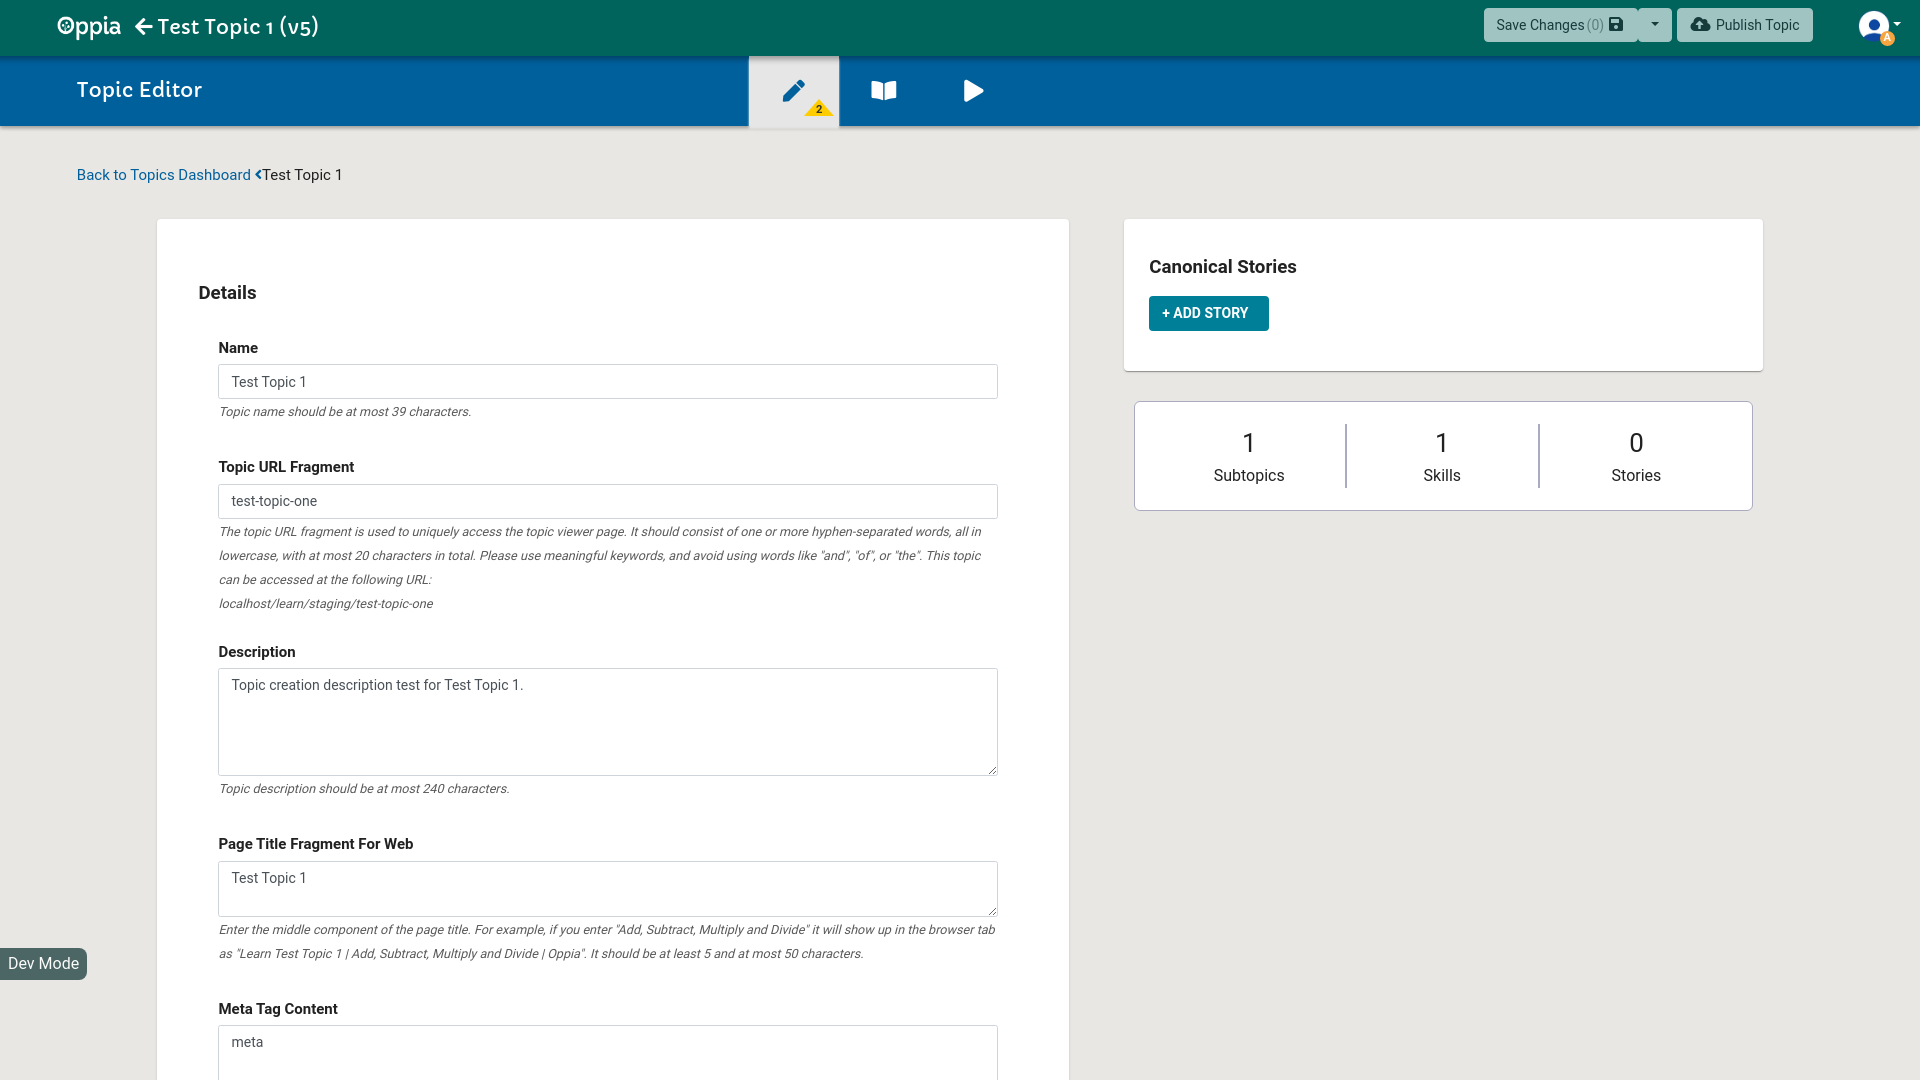 Oppia
Test Topic 1 (v5)
Save Changes (0)
Publish Topic
A
Topic Editor
2
Back to Topics Dashboard Test Topic 1
Details
Name
Test Topic 1
Topic name should be at most 39 characters.
Topic URL Fragment
test-topic-one
The topic URL fragment is used to uniquely access the topic viewer page. It should consist of one or more hyphen-separated words, all in
lowercase, with at most 20 characters in total. Please use meaningful keywords, and avoid using words like "and", "of", or "the". This topic
can be accessed at the following URL:
localhost/learn/staging/test-topic-one
Description
Topic creation description test for Test Topic 1.
Topic description should be at most 240 characters.
Page Title Fragment For Web
Test Topic 1
Enter the middle component of the page title. For example, if you enter "Add, Subtract, Multiply and Divide" it will show up in the browser tab
as "Learn Test Topic 1 | Add, Subtract, Multiply and Divide | Oppia". It should be at least 5 and at most 50 characters.
Meta Tag Content
meta
Canonical Stories
+ ADD STORY
1
Subtopics
1
Skills
0
Stories
Dev Mode